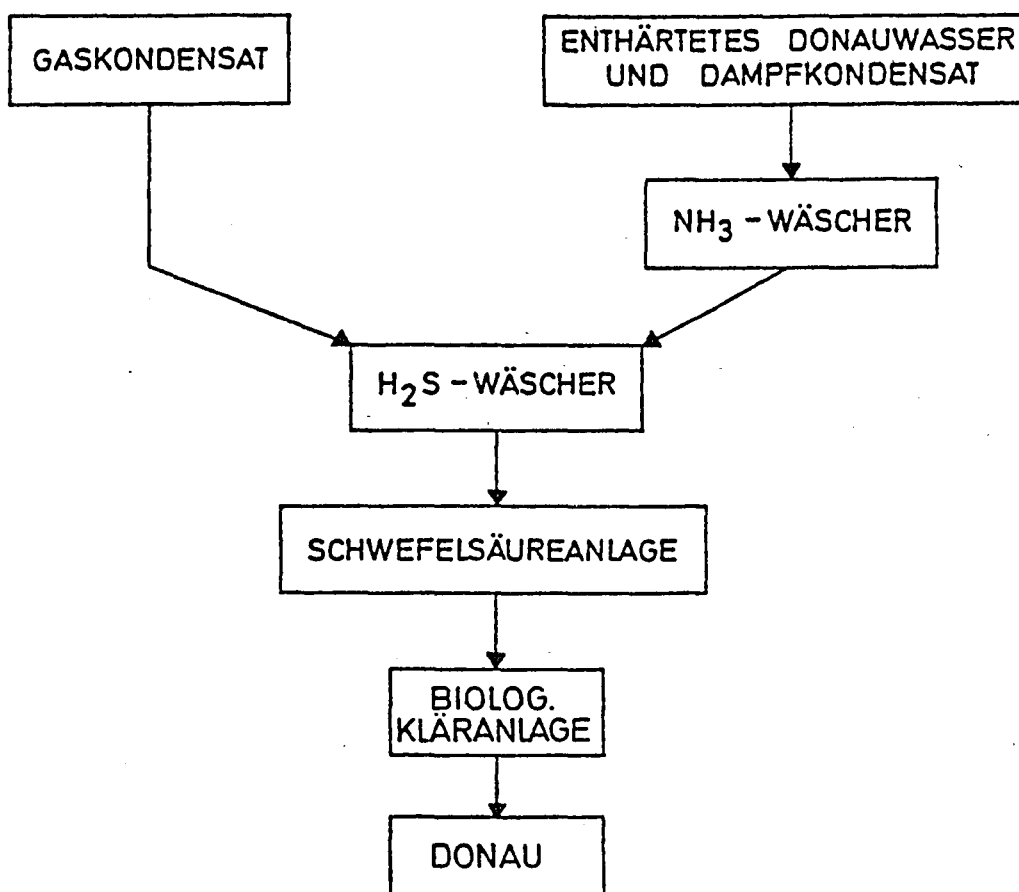 GASKONDENSAT
ENTHÄRTETES DONAUWASSER
UND DAMPFKONDENSAT
NH₃ - WÄSCHER
H₂S - WÄSCHER
SCHWEFELSÄUREANLAGE
BIOLOG.
KLÄRANLAGE
DONAU